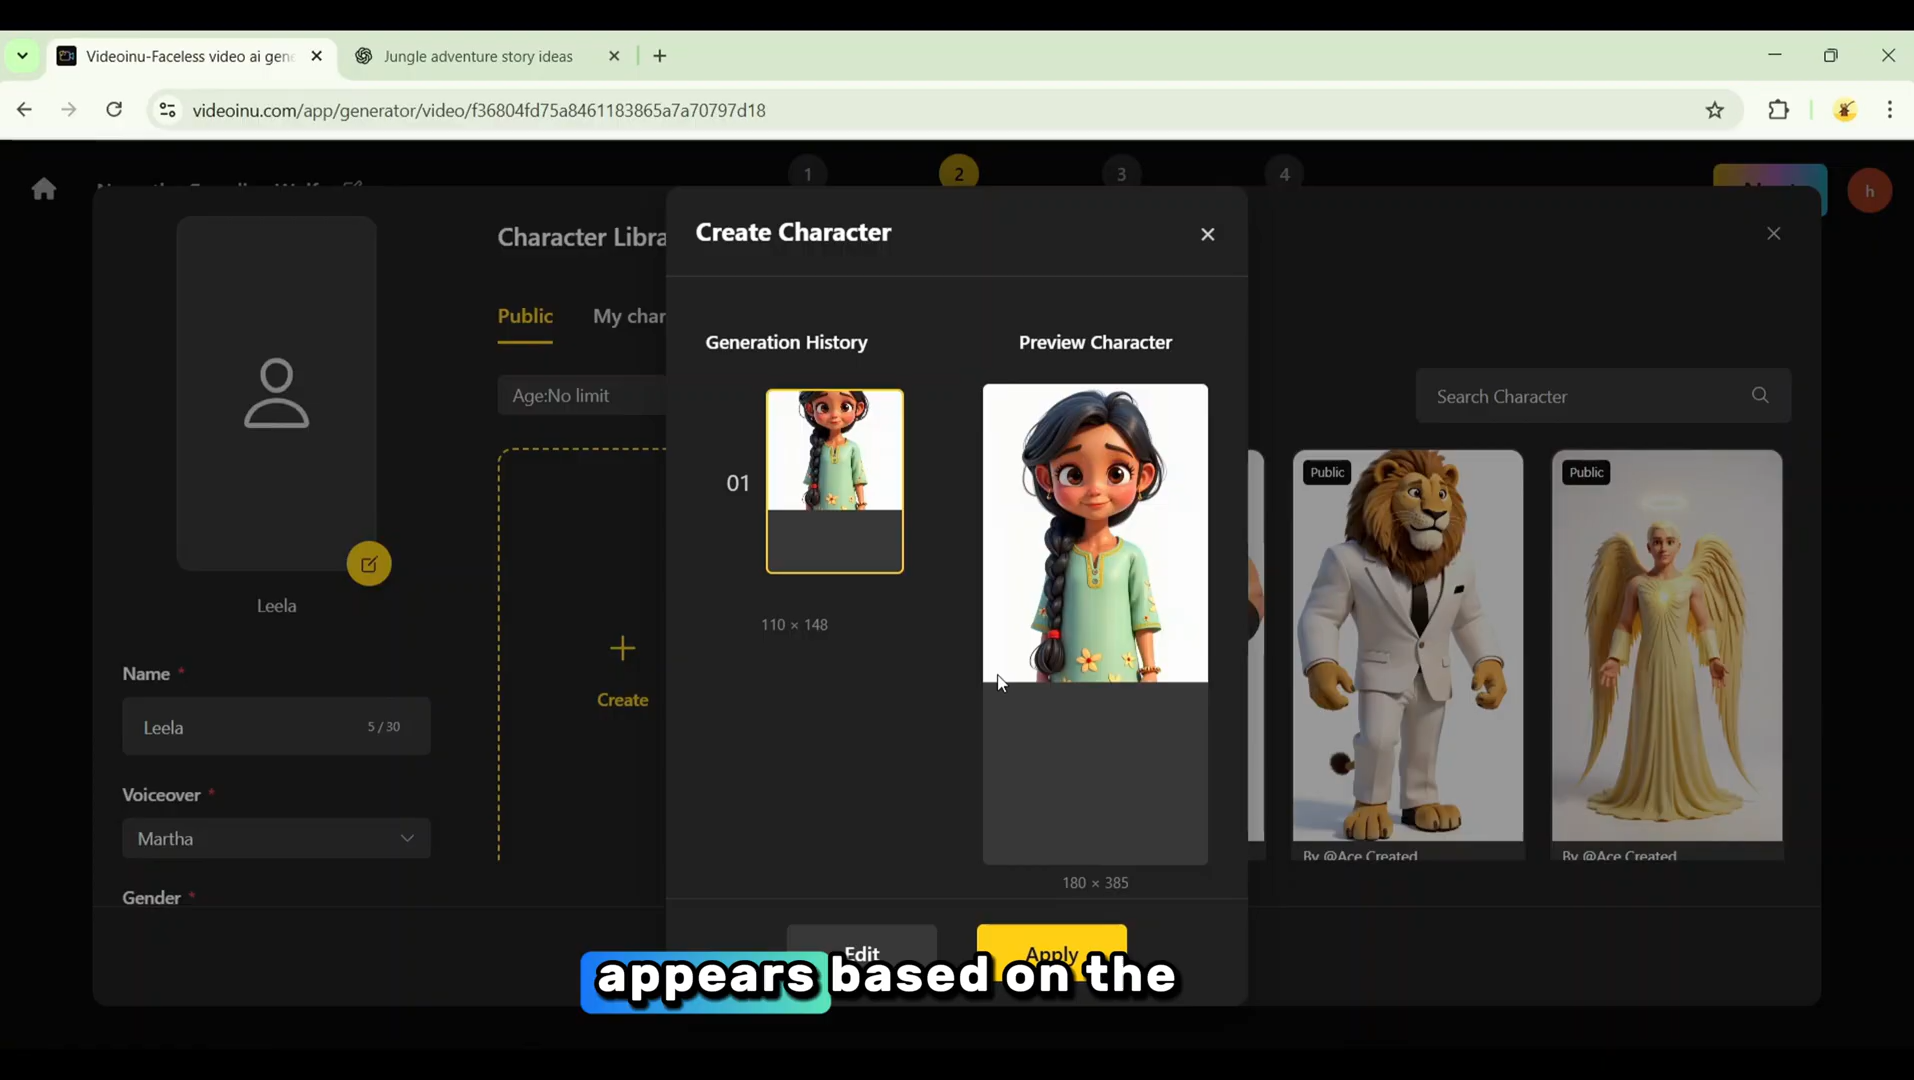 Videoinu-Faceless video ai gene
Jungle adventure story ideas
videoinu.com/app/generator/video/f36804fd75a8461183865a7a70797d18
1
2
3
4
h
Character Libra
Create Character
Public
My char
Generation History
Preview Character
Age:No limit
Search Character
01
Public
Public
Leela
110 × 148
Create
Name *
Leela
5 / 30
Voiceover *
Martha
By @Ace Created
By @Ace Created
180 × 385
Gender *
Edit
Apply
appears based on the